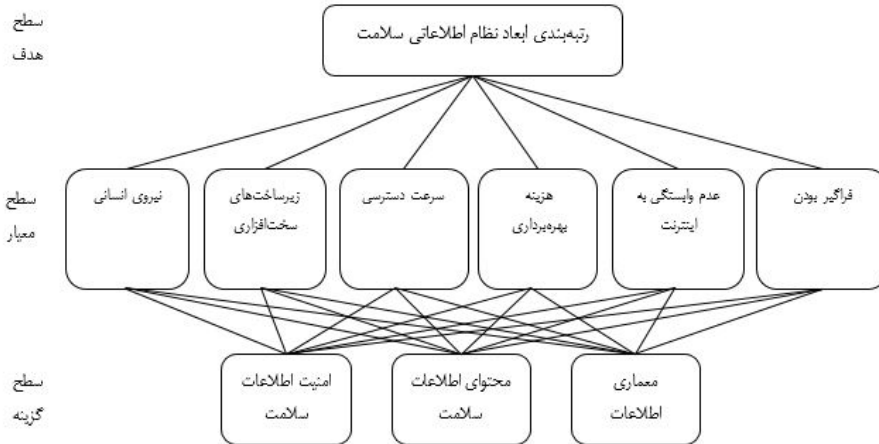 سطح
هدف
رتبه‌بندی ابعاد نظام اطلاعاتی سلامت
سطح
معیار
فراگیر بودن
عدم وابستگی به
اینترنت
هزینه
بهره‌برداری
سرعت دسترسی
زیرساخت‌های
سخت‌افزاری
نیروی انسانی
سطح
گزینه
معماری
اطلاعات
محتوای اطلاعات
سلامت
امنیت اطلاعات
سلامت